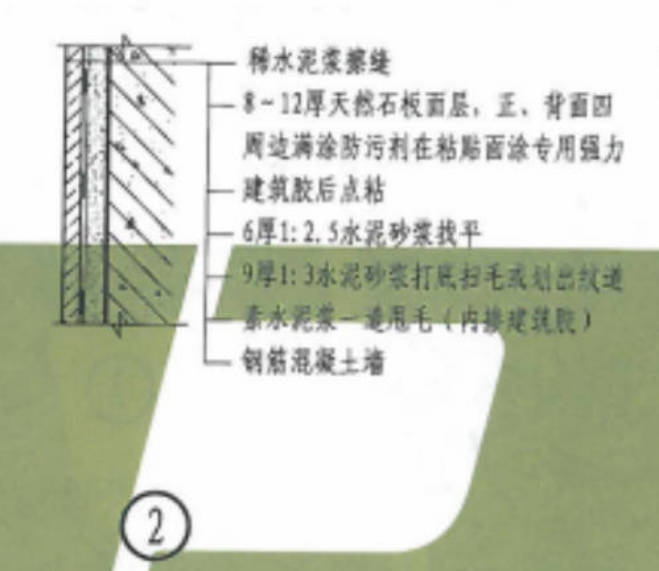 稀水泥浆擦缝
8~12厚天然石板面层，正、背面四
周边满涂防污剂在粘贴面涂专用强力
建筑胶后点粘
6厚1:2.5水泥砂浆找平
9厚1:3水泥砂浆打底扫毛或划出纹道
素水泥浆一道甩毛（内掺建筑胶）
钢筋混凝土墙
2